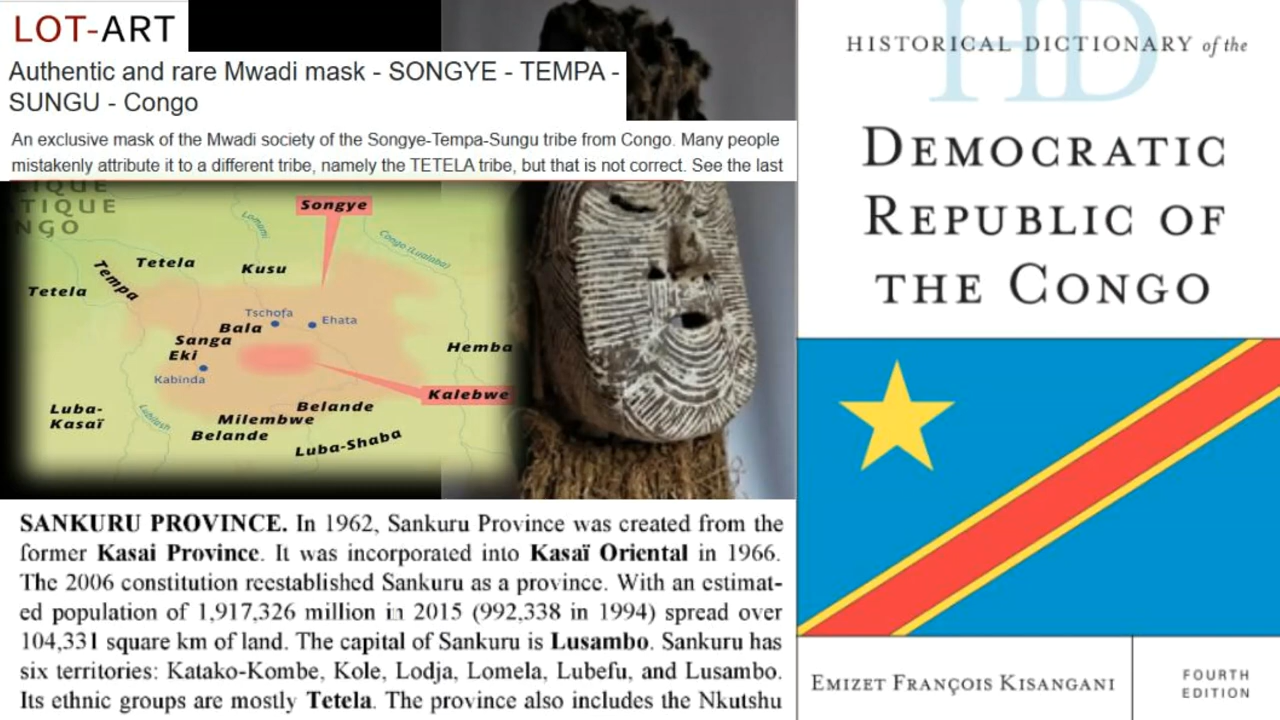 LOT-ART
Authentic and rare Mwadi mask - SONGYE - TEMPA -
SUNGU - Congo
An exclusive mask of the Mwadi society of the Songye-Tempa-Sungu tribe from Congo. Many people
mistakenly attribute it to a different tribe, namely the TETELA tribe, but that is not correct. See the last
TIQUE
NGO
Songye
Lomami
Congo (Lualaba)
Tetela
Kusu
Tempa
Tetela
Tschofa
Ehata
Bala
Sanga
Eki
Hemba
Kabinda
Kalebwe
Luba-
Kasaï
Lubilash
Belande
Milembwe
Belande
Luba-Shaba
SANKURU PROVINCE. In 1962, Sankuru Province was created from the
former Kasai Province. It was incorporated into Kasaï Oriental in 1966.
The 2006 constitution reestablished Sankuru as a province. With an estimat-
ed population of 1,917,326 million in 2015 (992,338 in 1994) spread over
104,331 square km of land. The capital of Sankuru is Lusambo. Sankuru has
six territories: Katako-Kombe, Kole, Lodja, Lomela, Lubefu, and Lusambo.
Its ethnic groups are mostly Tetela. The province also includes the Nkutshu
HD
HISTORICAL DICTIONARY of the
DEMOCRATIC
REPUBLIC OF
THE CONGO
EMIZET FRANÇOIS KISANGANI
FOURTH
EDITION